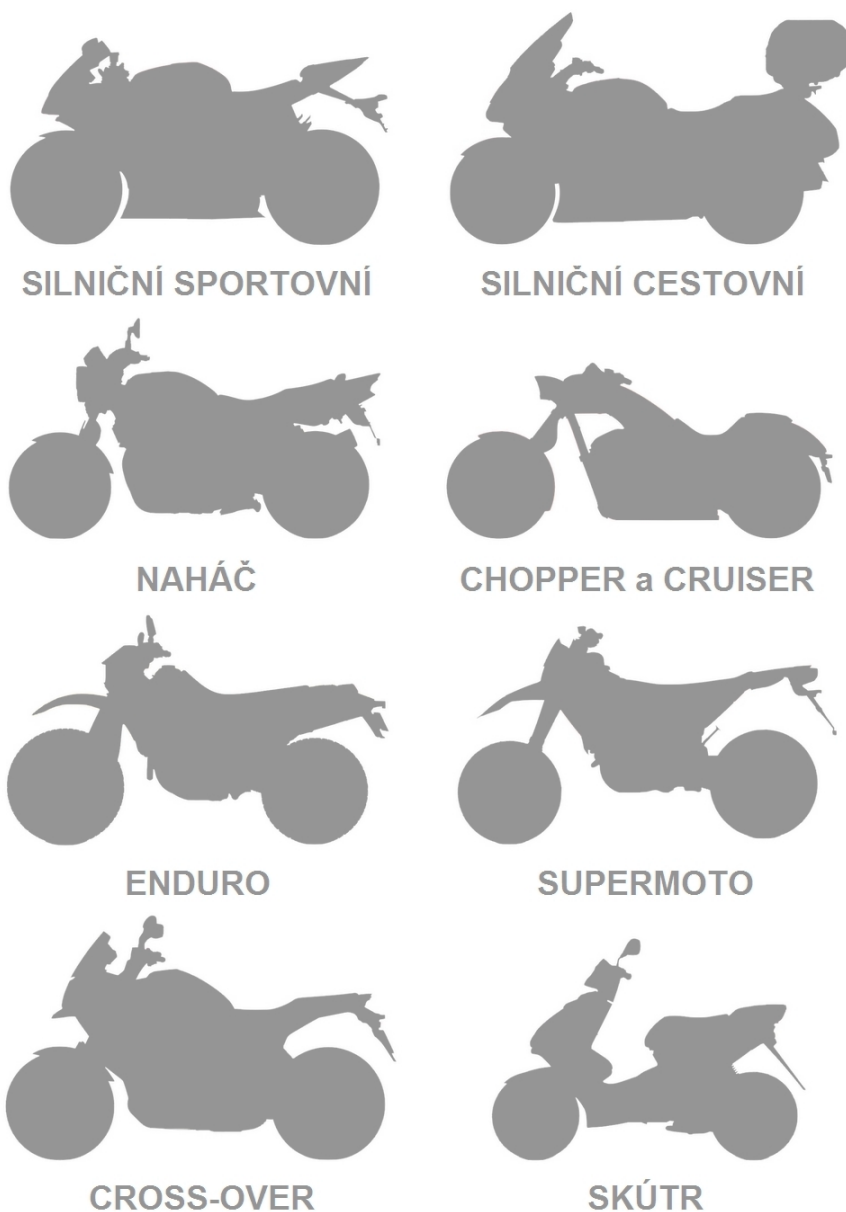 SILNIČNÍ SPORTOVNÍ
SILNIČNÍ CESTOVNÍ
NAHÁČ
CHOPPER a CRUISER
ENDURO
SUPERMOTO
CROSS-OVER
SKÚTR